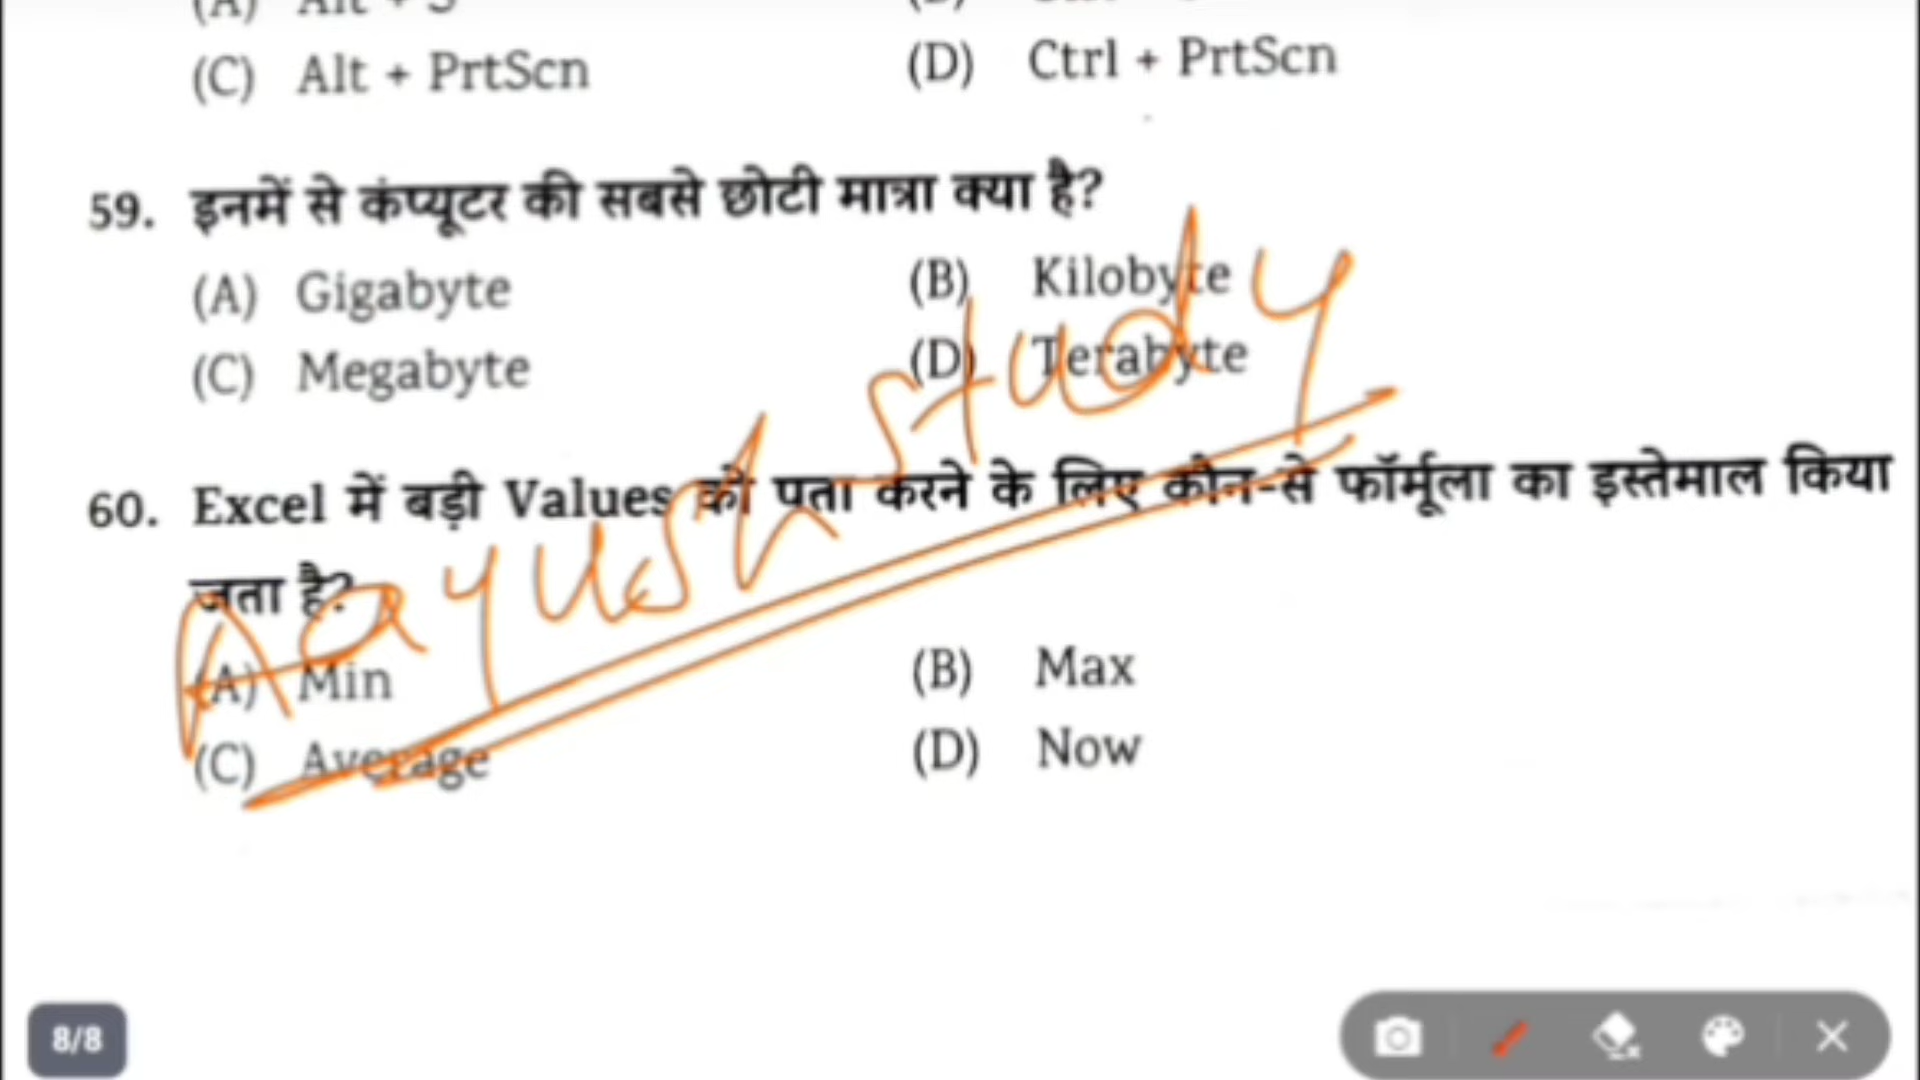 (C) Alt + PrtScn (D) Ctrl + PrtScn
59. इनमें से कंप्यूटर की सबसे छोटी मात्रा क्या है?
(A) Gigabyte (B) Kilobyte
(C) Megabyte (D) Terabyte
60. Excel में बड़ी Values को पता करने के लिए कौन-से फॉर्मूला का इस्तेमाल किया
जता है?
(A) Min (B) Max
(C) Average (D) Now
Aayush study
8/8